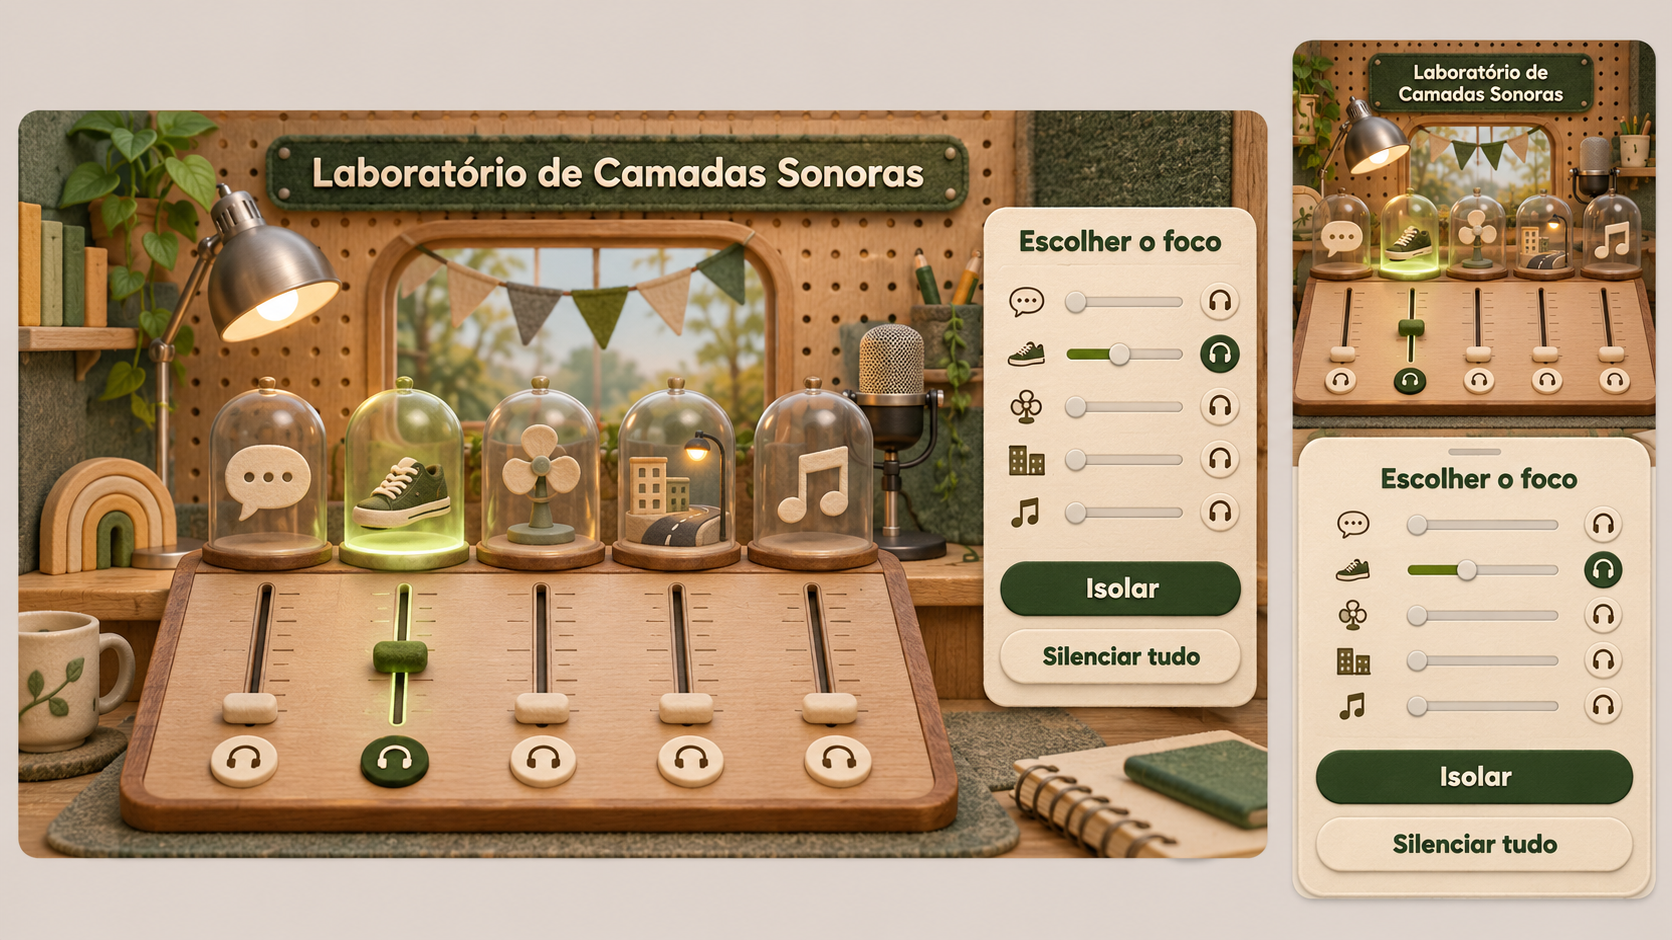 Laboratório de Camadas Sonoras
Escolher o foco
Isolar
Silenciar tudo
Laboratório de
Camadas Sonoras
Escolher o foco
Isolar
Silenciar tudo